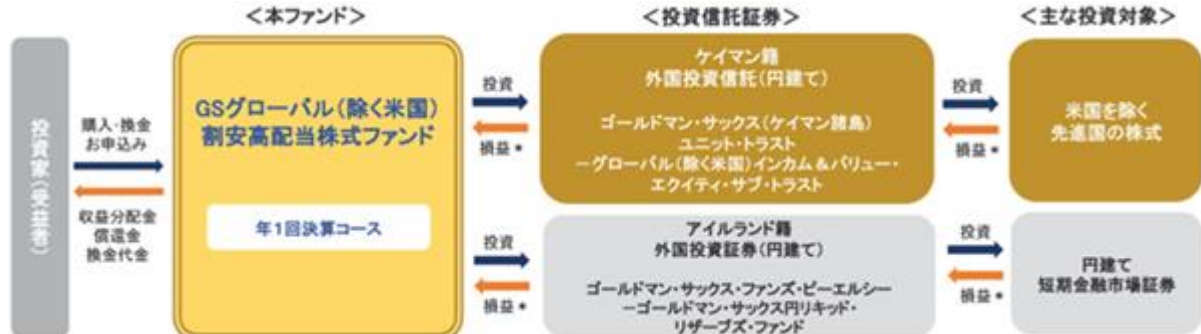 ＜本ファンド＞
＜投資信託証券＞
＜主な投資対象＞
投資家(受益者)
購入・換金
お申込み
収益分配金
償還金
換金代金
GSグローバル(除く米国)
割安高配当株式ファンド
年1回決算コース
投資
損益＊
ケイマン籍
外国投資信託(円建て)
ゴールドマン・サックス(ケイマン諸島)
ユニット・トラスト
－グローバル(除く米国)インカム＆バリュー・
エクイティ・サブ・トラスト
投資
損益＊
米国を除く
先進国の株式
投資
損益＊
アイルランド籍
外国投資証券(円建て)
ゴールドマン・サックス・ファンズ・ピーエルシー
－ゴールドマン・サックス円リキッド・
リザーブズ・ファンド
投資
損益＊
円建て
短期金融市場証券